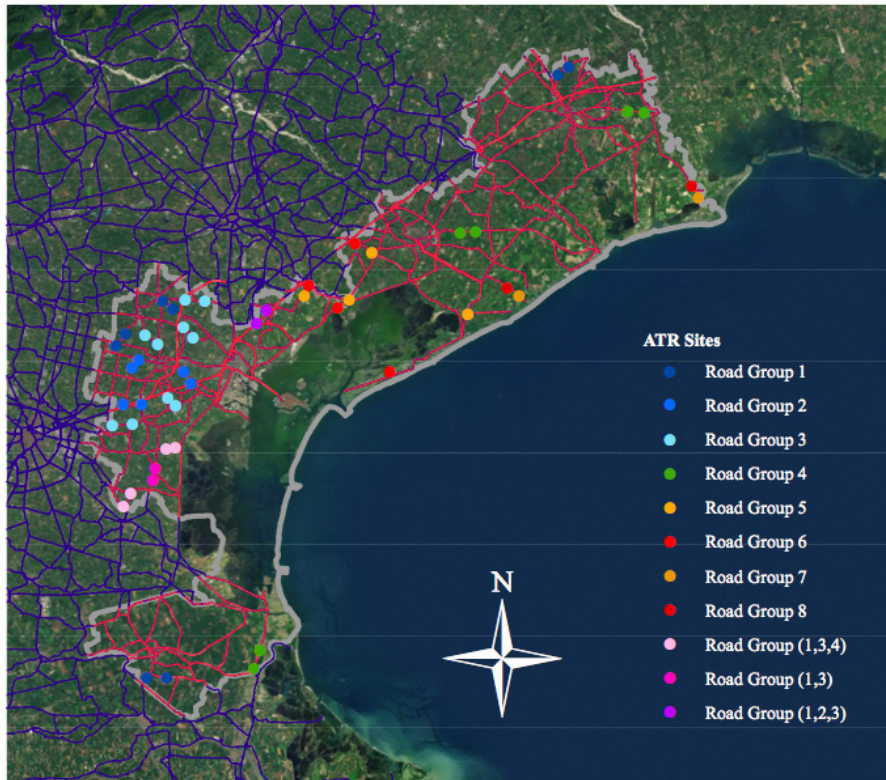 ATR Sites
Road Group 1
Road Group 2
Road Group 3
Road Group 4
Road Group 5
Road Group 6
Road Group 7
Road Group 8
Road Group (1,3,4)
Road Group (1,3)
Road Group (1,2,3)
N